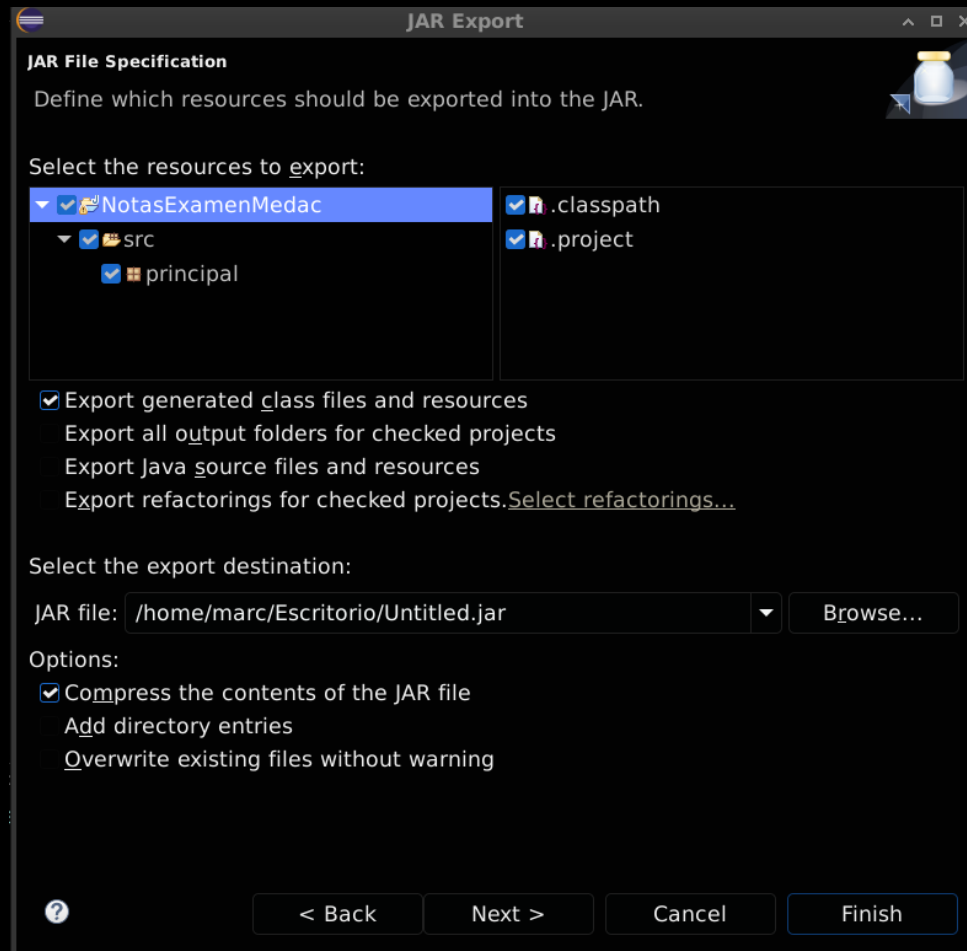 JAR Export
JAR File Specification
Define which resources should be exported into the JAR.
Select the resources to export:
NotasExamenMedac
src
principal
.classpath
.project
Export generated class files and resources
Export all output folders for checked projects
Export Java source files and resources
Export refactorings for checked projects. Select refactorings...
Select the export destination:
JAR file: /home/marc/Escritorio/Untitled.jar Browse...
Options:
Compress the contents of the JAR file
Add directory entries
Overwrite existing files without warning
? < Back Next > Cancel Finish